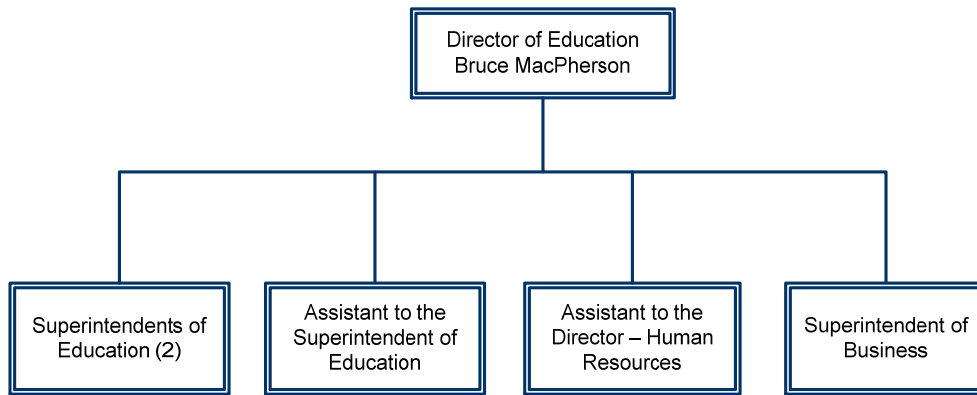 Director of Education
Bruce MacPherson
Superintendents of
Education (2)
Assistant to the
Superintendent of
Education
Assistant to the
Director – Human
Resources
Superintendent of
Business